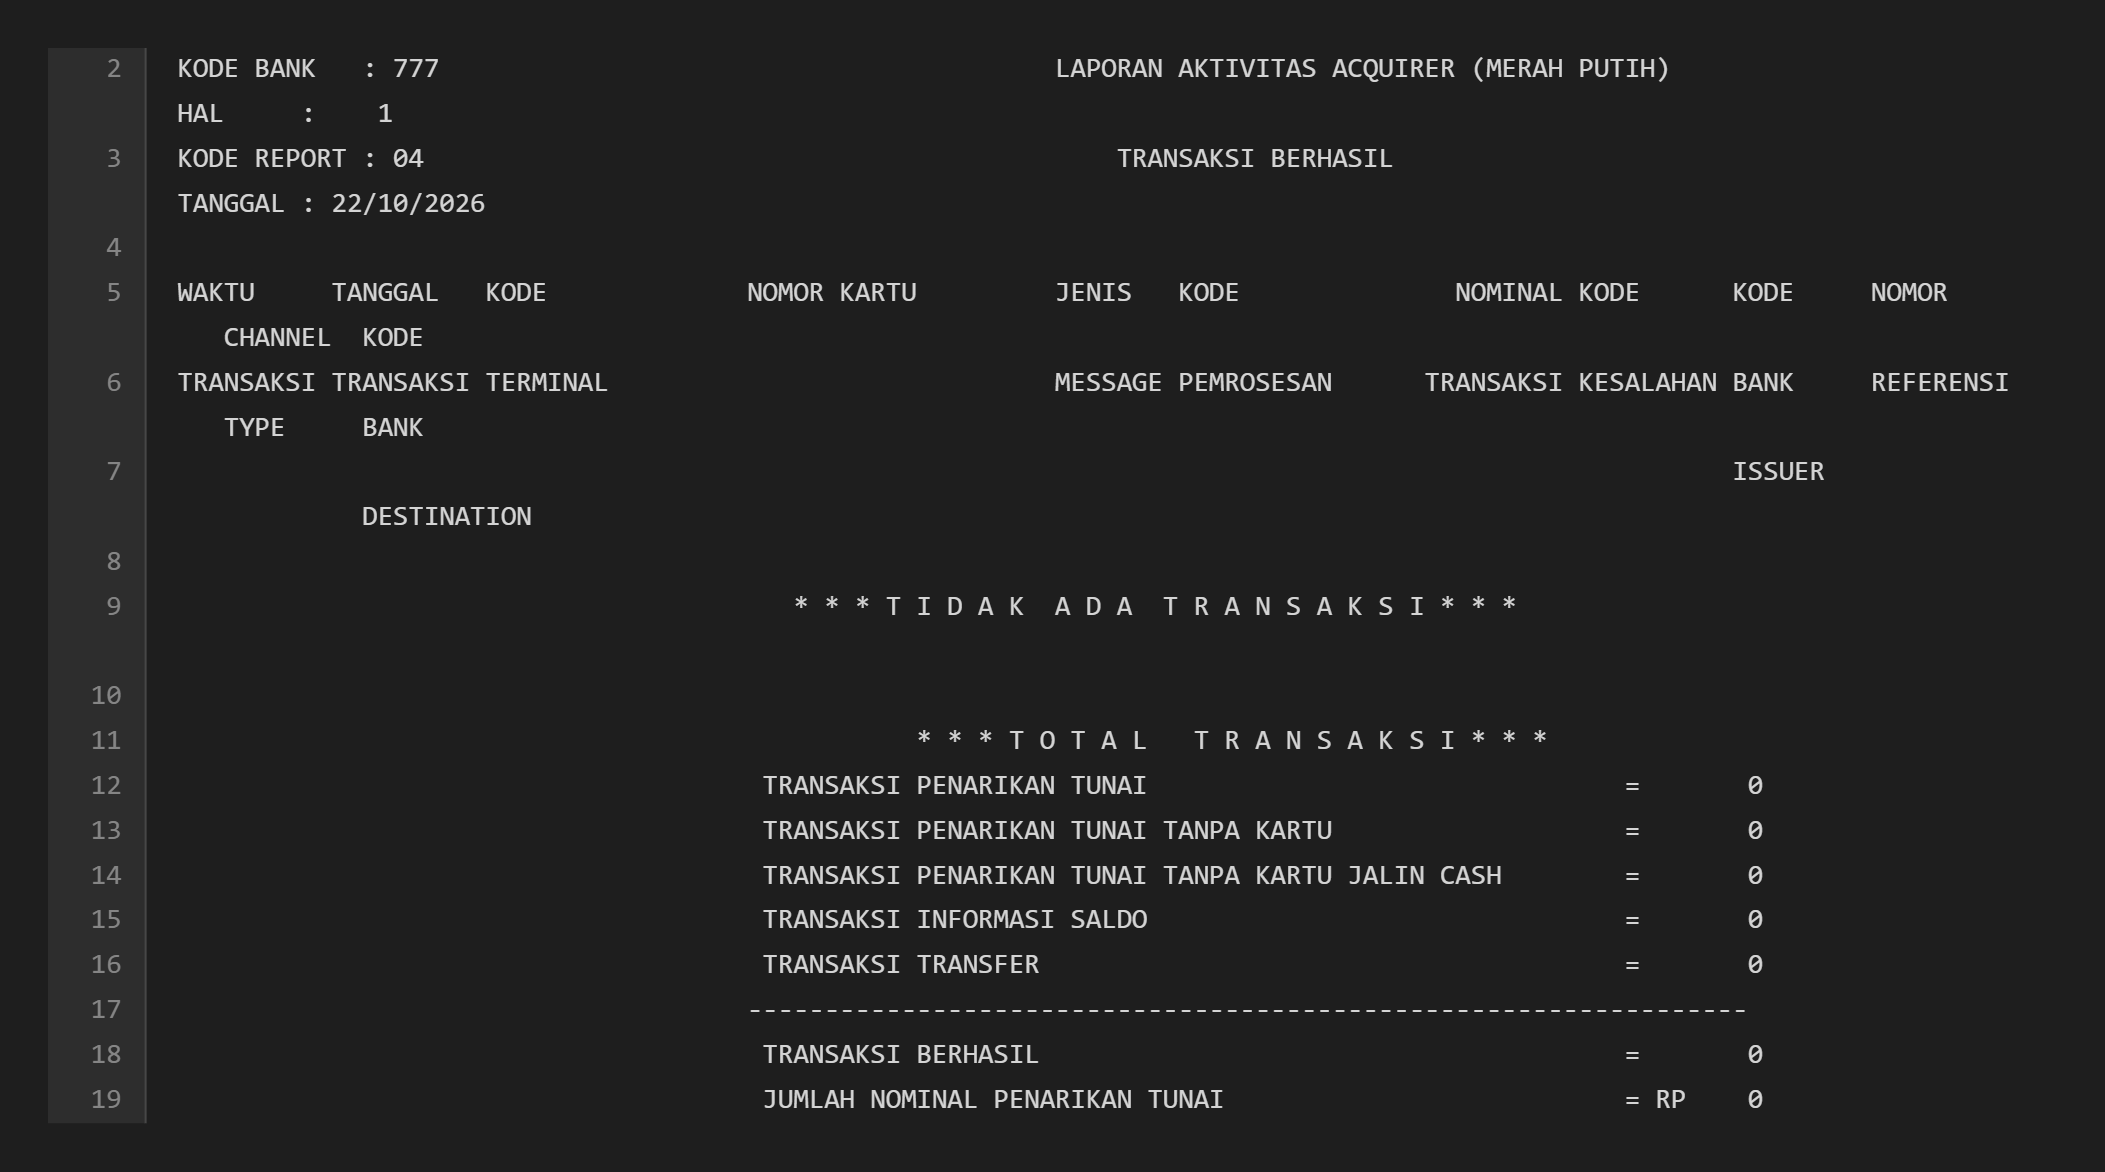 2 KODE BANK   : 777                                        LAPORAN AKTIVITAS ACQUIRER (MERAH PUTIH)
HAL     :    1
3 KODE REPORT : 04                                             TRANSAKSI BERHASIL
TANGGAL : 22/10/2026
4
5 WAKTU     TANGGAL   KODE             NOMOR KARTU         JENIS   KODE              NOMINAL KODE      KODE     NOMOR
   CHANNEL  KODE
6 TRANSAKSI TRANSAKSI TERMINAL                             MESSAGE PEMROSESAN      TRANSAKSI KESALAHAN BANK     REFERENSI
   TYPE     BANK
7                                                                                                      ISSUER
            DESTINATION
8
9                                         * * * T I D A K  A D A  T R A N S A K S I * * *
10
11                                                 * * * T O T A L   T R A N S A K S I * * *
12                                       TRANSAKSI PENARIKAN TUNAI                               =       0
13                                       TRANSAKSI PENARIKAN TUNAI TANPA KARTU                   =       0
14                                       TRANSAKSI PENARIKAN TUNAI TANPA KARTU JALIN CASH        =       0
15                                       TRANSAKSI INFORMASI SALDO                               =       0
16                                       TRANSAKSI TRANSFER                                      =       0
17                                      -----------------------------------------------------------------
18                                       TRANSAKSI BERHASIL                                      =       0
19                                       JUMLAH NOMINAL PENARIKAN TUNAI                          = RP    0